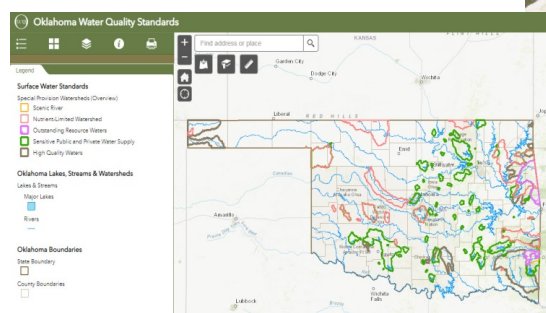 Oklahoma Water Quality Standards
Find address or place
Legend
Surface Water Standards
Special Provision Watersheds (Overview)
Scenic River
Nutrient Limited Watershed
Outstanding Resource Waters
Sensitive Public and Private Water Supply
High Quality Waters
Oklahoma Lakes, Streams & Watersheds
Lakes & Streams
Major Lakes
Rivers
Oklahoma Boundaries
State Boundary
County Boundaries
KANSAS
Garden City
Dodge City
Wichita
Liberal
RED HILLS
Enid
Amarillo
Wichita
Falls
Lubbock